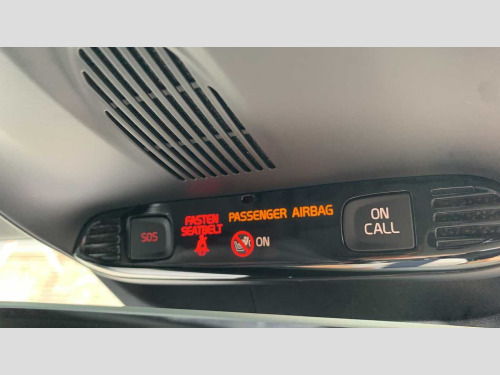 SOS
FASTEN
SEATBELT
PASSENGER AIRBAG
ON
ON
CALL